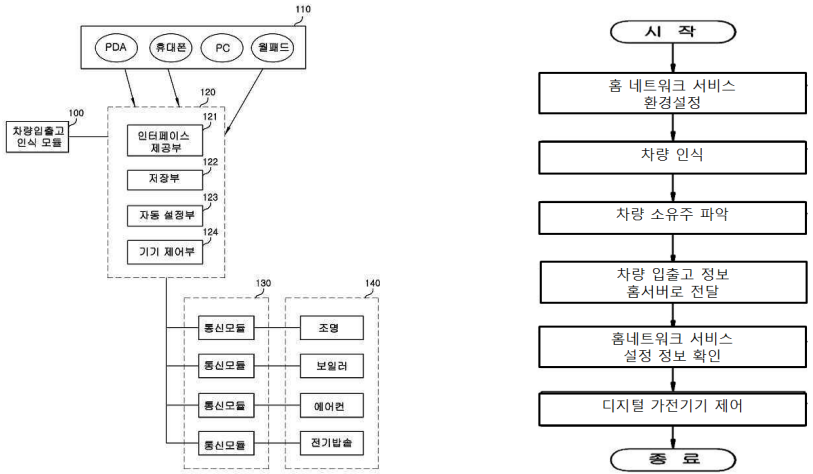 110
PDA
휴대폰
PC
월패드
120
100
차량입출고
인식 모듈
121
인터페이스
제공부
122
저장부
123
자동 설정부
124
기기 제어부
130
140
통신모듈
조명
통신모듈
보일러
통신모듈
에어컨
통신모듈
전기밥솥
시 작
홈 네트워크 서비스
환경설정
차량 인식
차량 소유주 파악
차량 입출고 정보
홈서버로 전달
홈네트워크 서비스
설정 정보 확인
디지털 가전기기 제어
종 료